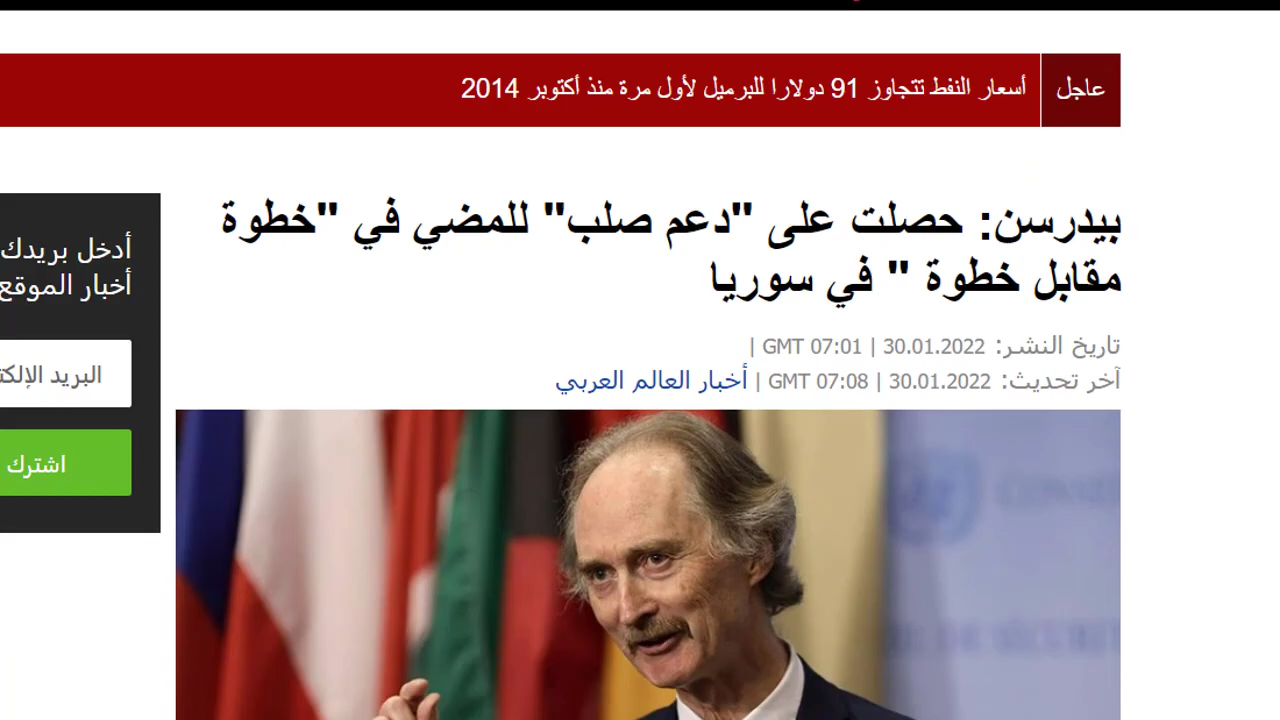 عاجل
أسعار النفط تتجاوز 91 دولارا للبرميل لأول مرة منذ أكتوبر 2014
بيدرسن: حصلت على "دعم صلب" للمضي في "خطوة
مقابل خطوة " في سوريا
تاريخ النشر: 30.01.2022 | 07:01 GMT |
آخر تحديث: 30.01.2022 | 07:08 GMT | أخبار العالم العربي
أدخل بريدك
أخبار الموقع
البريد
اشترك